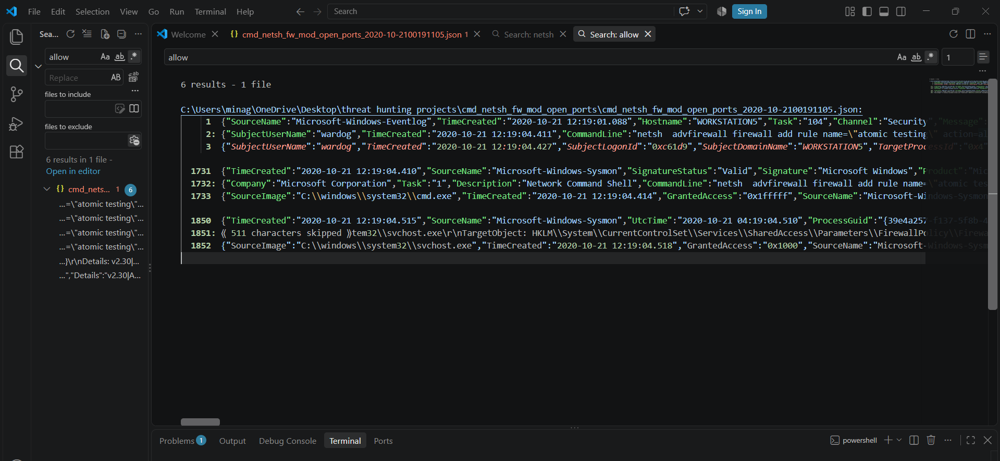 File Edit Selection View Go Run Terminal Help Search Sign In
Sea...
Welcome {} cmd_netsh_fw_mod_open_ports_2020-10-2100191105.json 1 Search: netsh Search: allow
allow Aa ab .*
Replace AB
files to include
files to exclude
6 results in 1 file -
Open in editor
{} cmd_nets... 1 6
...=\"atomic testing\"...
...=\"atomic testing\"...
...=\"atomic testing\"...
...=\"atomic testing\"...
...}\r\nDetails: v2.30|...
...","Details":"v2.30|A...
allow Aa ab .* 1
6 results - 1 file
C:\Users\minag\OneDrive\Desktop\threat hunting projects\cmd_netsh_fw_mod_open_ports\cmd_netsh_fw_mod_open_ports_2020-10-2100191105.json:
1 {"SourceName":"Microsoft-Windows-Eventlog","TimeCreated":"2020-10-21 12:19:01.088","Hostname":"WORKSTATION5","Task":"104","Channel":"Security","Message":
2: {"SubjectUserName":"wardog","TimeCreated":"2020-10-21 12:19:04.411","CommandLine":"netsh  advfirewall firewall add rule name=\"atomic testing\" action=al
3 {"SubjectUserName":"wardog","TimeCreated":"2020-10-21 12:19:04.427","SubjectLogonId":"0xc61d9","SubjectDomainName":"WORKSTATION5","TargetProcessId":"0x4"
1731 {"TimeCreated":"2020-10-21 12:19:04.410","SourceName":"Microsoft-Windows-Sysmon","SignatureStatus":"Valid","Signature":"Microsoft Windows","Product":"Mic
1732: {"Company":"Microsoft Corporation","Task":"1","Description":"Network Command Shell","CommandLine":"netsh  advfirewall firewall add rule name=\"atomic tes
1733 {"SourceImage":"C:\\windows\\system32\\cmd.exe","TimeCreated":"2020-10-21 12:19:04.414","GrantedAccess":"0x1fffff","SourceName":"Microsoft-Windows-Sysmon
1850 {"TimeCreated":"2020-10-21 12:19:04.515","SourceName":"Microsoft-Windows-Sysmon","UtcTime":"2020-10-21 04:19:04.510","ProcessGuid":"{39e4a257-f137-5f8b-4
1851: ⟪ 511 characters skipped ⟫tem32\\svchost.exe\r\nTargetObject: HKLM\\System\\CurrentControlSet\\Services\\SharedAccess\\Parameters\\FirewallPolicy\\Firewa
1852 {"SourceImage":"C:\\windows\\system32\\svchost.exe","TimeCreated":"2020-10-21 12:19:04.518","GrantedAccess":"0x1000","SourceName":"Microsoft-Windows-Sysm
Problems 1 Output Debug Console Terminal Ports powershell